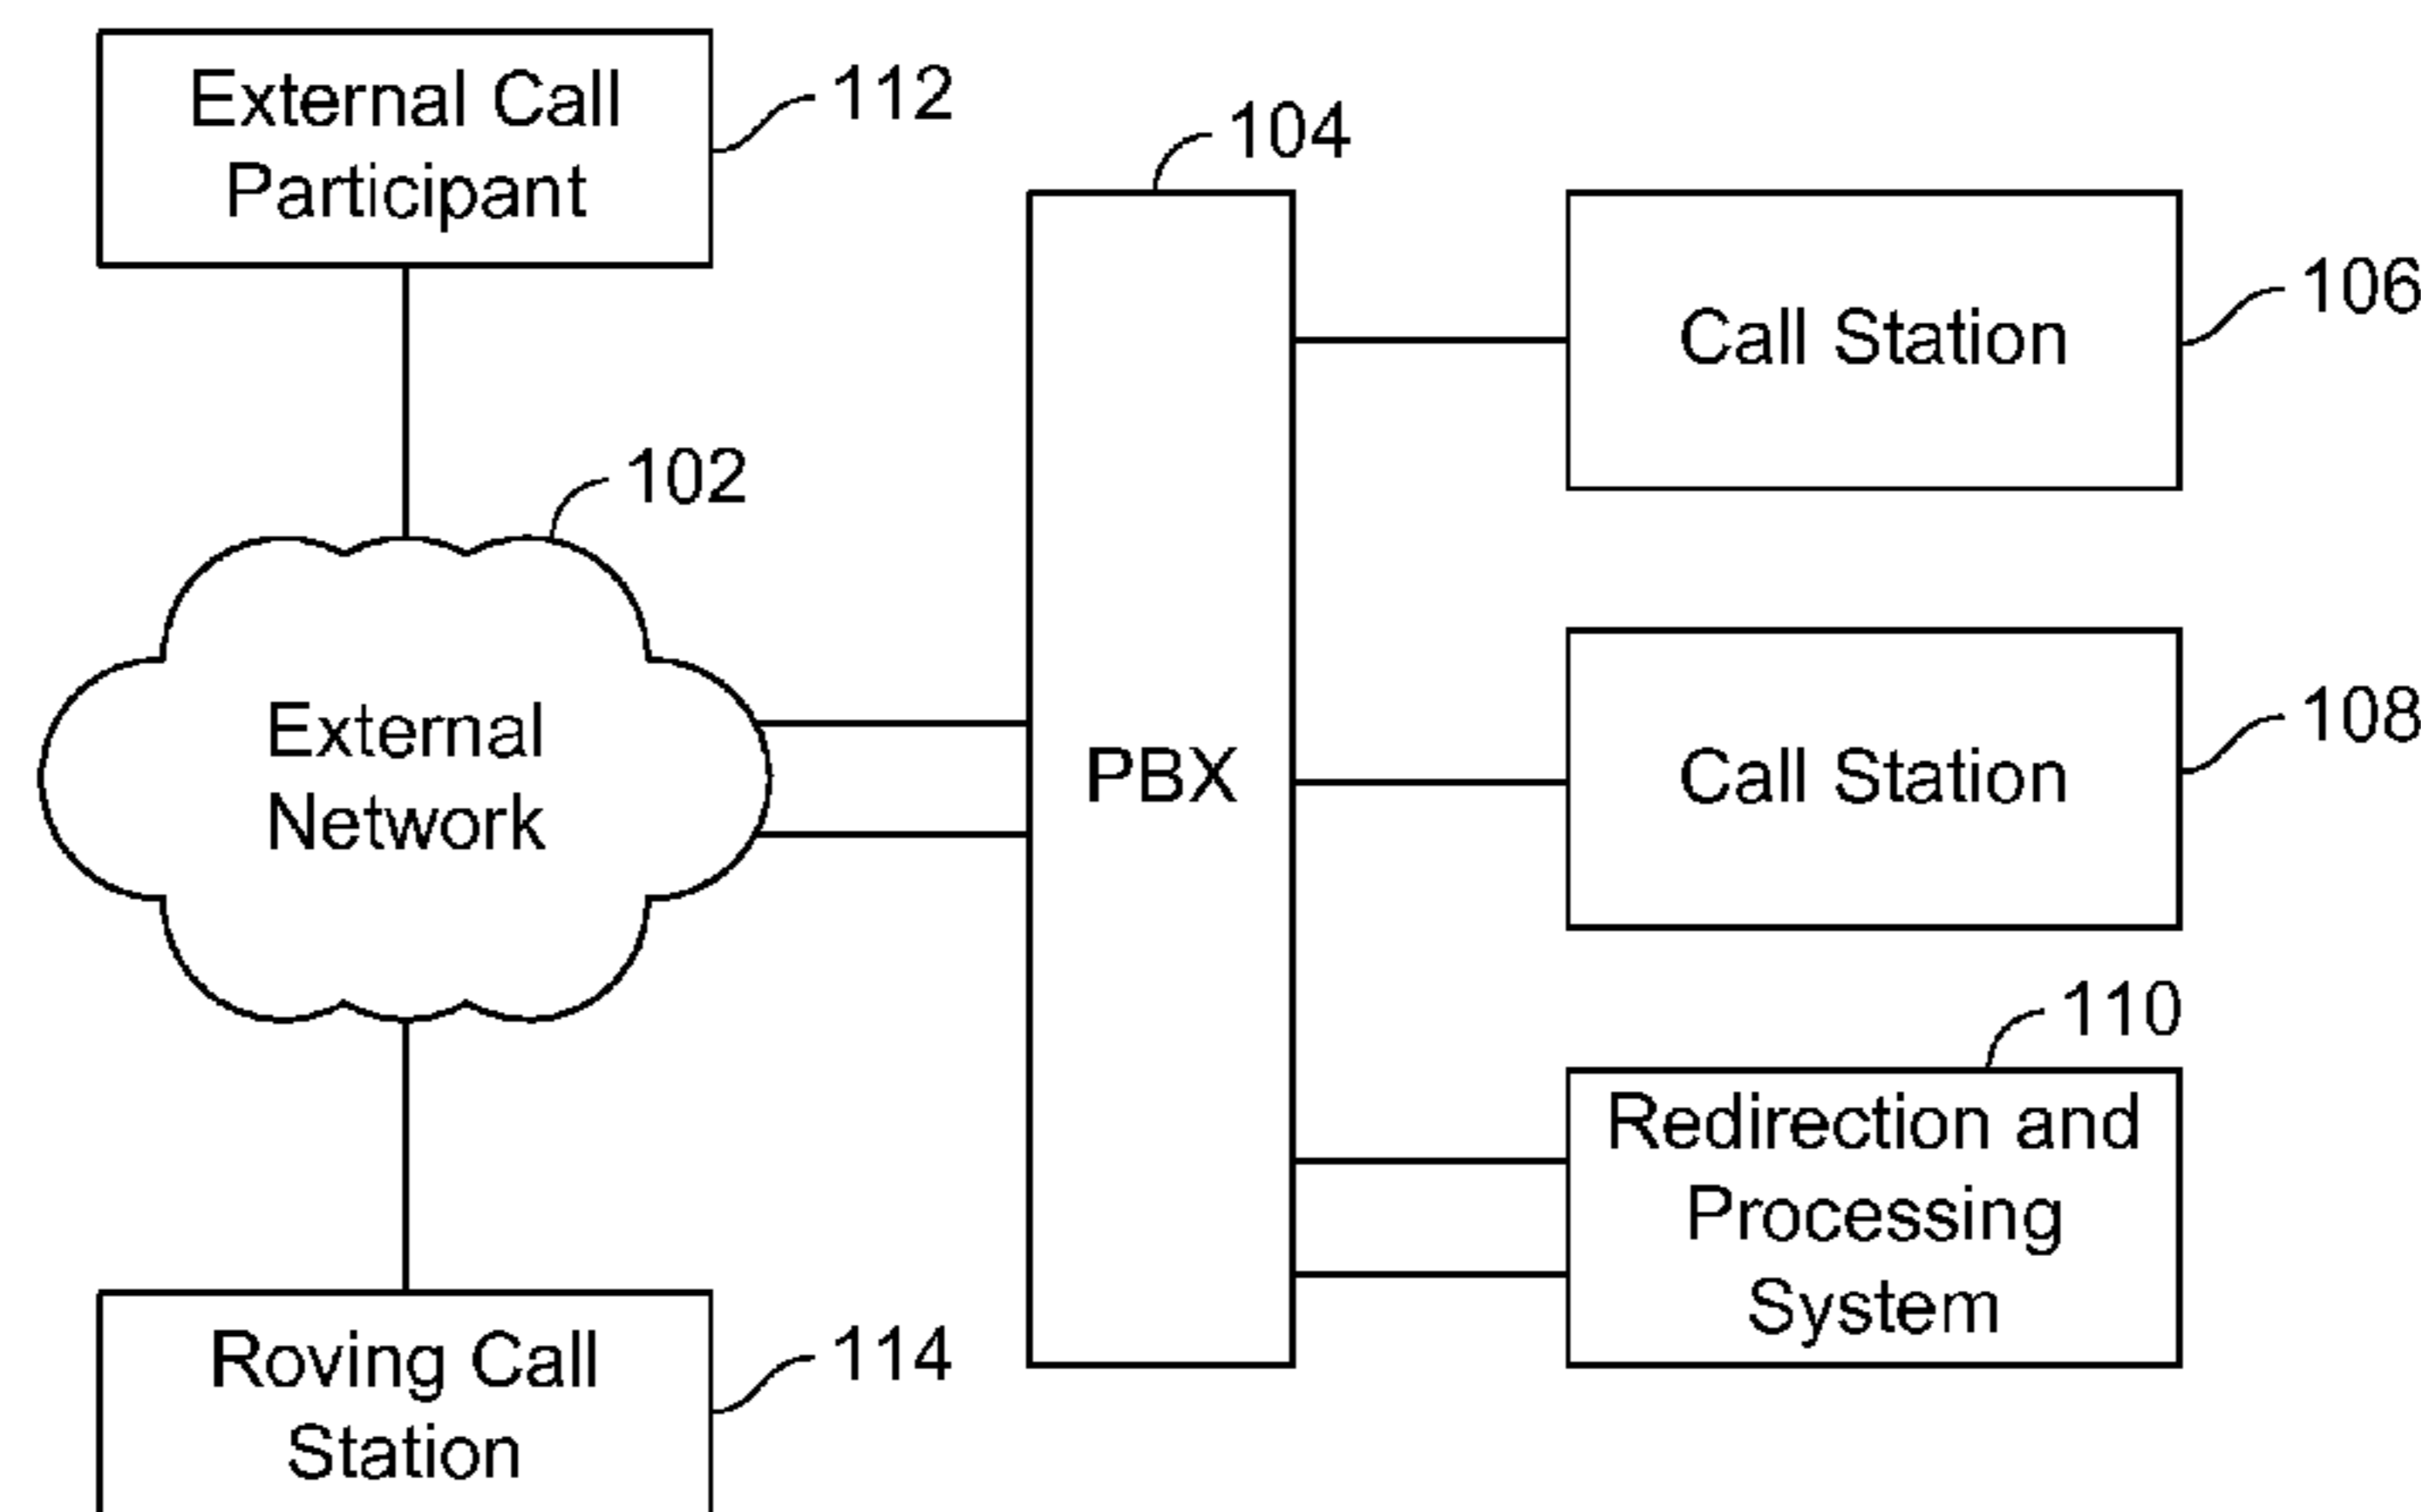 External Call
Participant
112
104
Call Station
106
102
External
Network
PBX
Call Station
108
110
Redirection and
Processing
System
Roving Call
Station
114